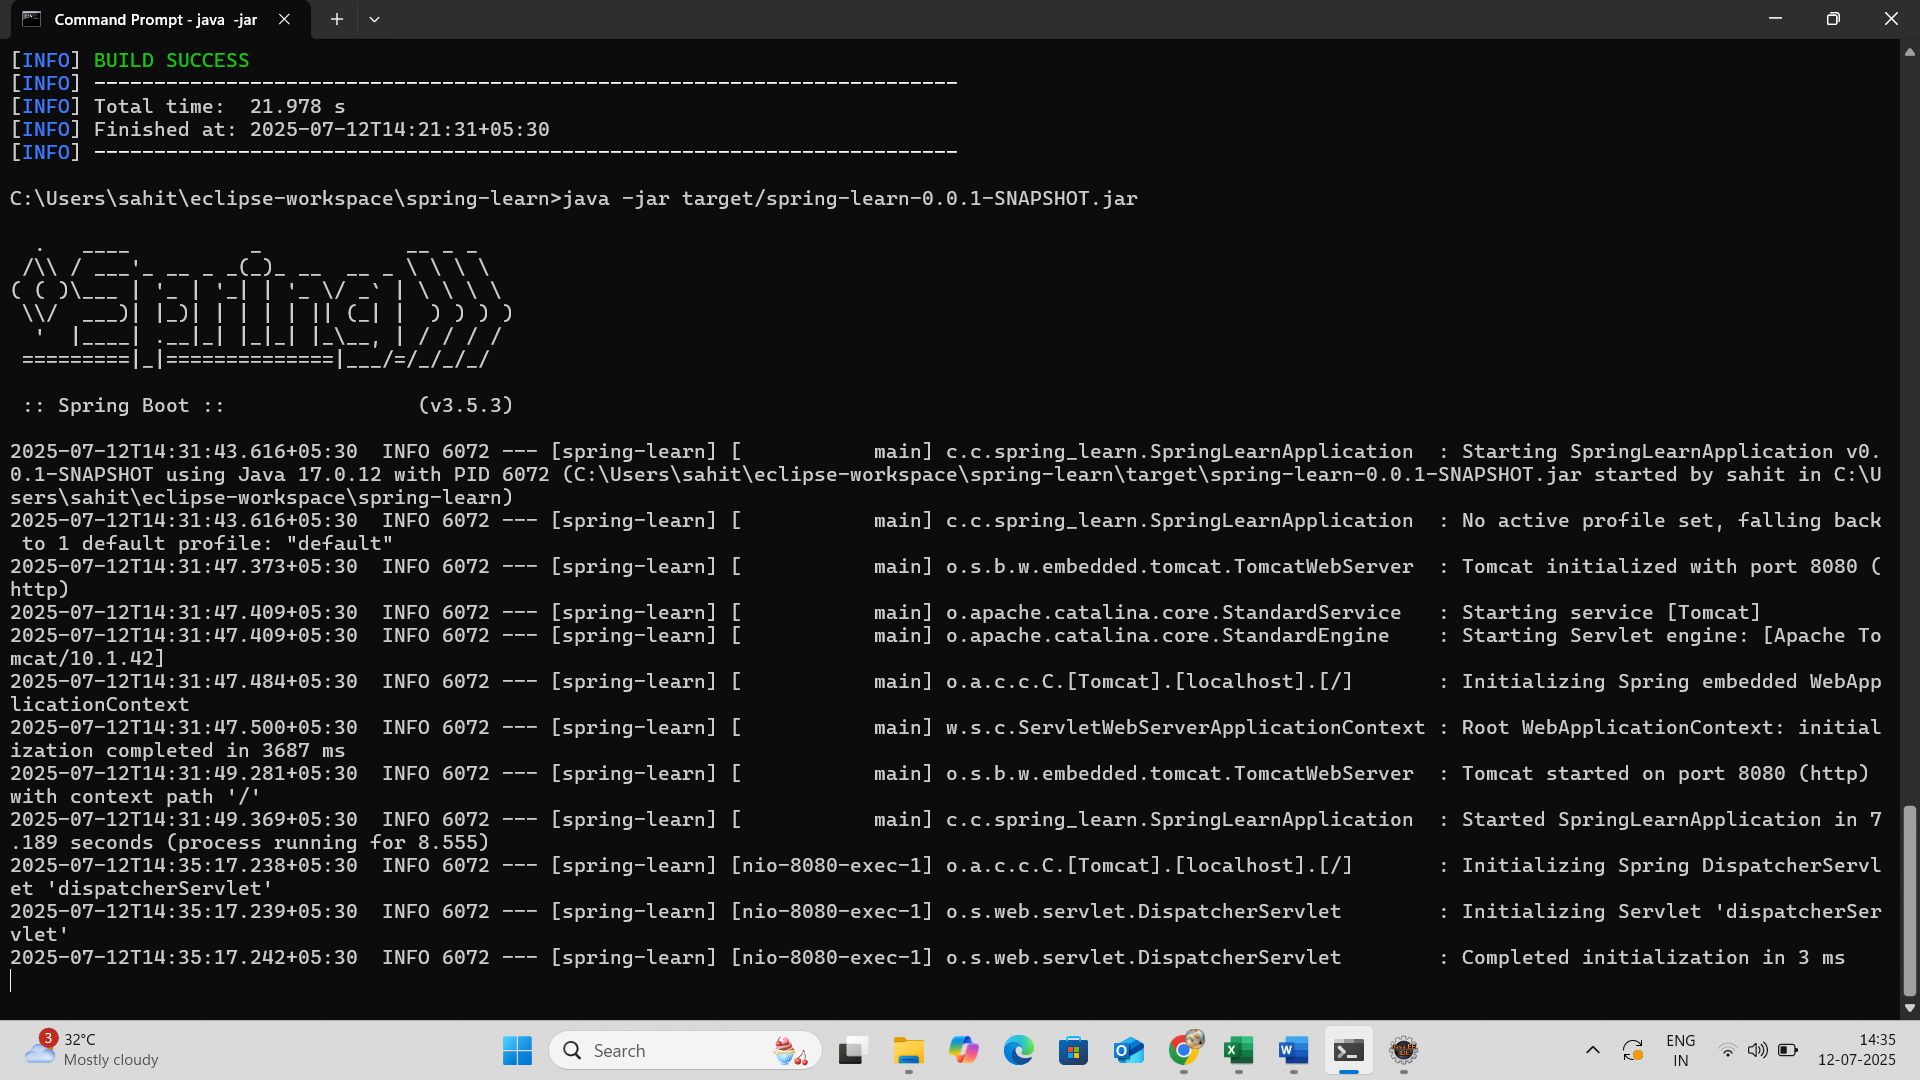 Command Prompt - java  -jar
[INFO] BUILD SUCCESS
[INFO] ------------------------------------------------------------------------
[INFO] Total time:  21.978 s
[INFO] Finished at: 2025-07-12T14:21:31+05:30
[INFO] ------------------------------------------------------------------------
C:\Users\sahit\eclipse-workspace\spring-learn>java -jar target/spring-learn-0.0.1-SNAPSHOT.jar
  .   ____          _            __ _ _
 /\\ / ___'_ __ _ _(_)_ __  __ _ \ \ \ \
( ( )\___ | '_ | '_| | '_ \/ _` | \ \ \ \
 \\/  ___)| |_)| | | | | || (_| |  ) ) ) )
  '  |____| .__|_| |_|_| |_\__, | / / / /
 =========|_|==============|___/=/_/_/_/
 :: Spring Boot ::                (v3.5.3)
2025-07-12T14:31:43.616+05:30  INFO 6072 --- [spring-learn] [           main] c.c.spring_learn.SpringLearnApplication  : Starting SpringLearnApplication v0.
0.1-SNAPSHOT using Java 17.0.12 with PID 6072 (C:\Users\sahit\eclipse-workspace\spring-learn\target\spring-learn-0.0.1-SNAPSHOT.jar started by sahit in C:\U
sers\sahit\eclipse-workspace\spring-learn)
2025-07-12T14:31:43.616+05:30  INFO 6072 --- [spring-learn] [           main] c.c.spring_learn.SpringLearnApplication  : No active profile set, falling back
 to 1 default profile: "default"
2025-07-12T14:31:47.373+05:30  INFO 6072 --- [spring-learn] [           main] o.s.b.w.embedded.tomcat.TomcatWebServer  : Tomcat initialized with port 8080 (
http)
2025-07-12T14:31:47.409+05:30  INFO 6072 --- [spring-learn] [           main] o.apache.catalina.core.StandardService   : Starting service [Tomcat]
2025-07-12T14:31:47.409+05:30  INFO 6072 --- [spring-learn] [           main] o.apache.catalina.core.StandardEngine    : Starting Servlet engine: [Apache To
mcat/10.1.42]
2025-07-12T14:31:47.484+05:30  INFO 6072 --- [spring-learn] [           main] o.a.c.c.C.[Tomcat].[localhost].[/]       : Initializing Spring embedded WebApp
licationContext
2025-07-12T14:31:47.500+05:30  INFO 6072 --- [spring-learn] [           main] w.s.c.ServletWebServerApplicationContext : Root WebApplicationContext: initial
ization completed in 3687 ms
2025-07-12T14:31:49.281+05:30  INFO 6072 --- [spring-learn] [           main] o.s.b.w.embedded.tomcat.TomcatWebServer  : Tomcat started on port 8080 (http)
with context path '/'
2025-07-12T14:31:49.369+05:30  INFO 6072 --- [spring-learn] [           main] c.c.spring_learn.SpringLearnApplication  : Started SpringLearnApplication in 7
.189 seconds (process running for 8.555)
2025-07-12T14:35:17.238+05:30  INFO 6072 --- [spring-learn] [nio-8080-exec-1] o.a.c.c.C.[Tomcat].[localhost].[/]       : Initializing Spring DispatcherServl
et 'dispatcherServlet'
2025-07-12T14:35:17.239+05:30  INFO 6072 --- [spring-learn] [nio-8080-exec-1] o.s.web.servlet.DispatcherServlet        : Initializing Servlet 'dispatcherSer
vlet'
2025-07-12T14:35:17.242+05:30  INFO 6072 --- [spring-learn] [nio-8080-exec-1] o.s.web.servlet.DispatcherServlet        : Completed initialization in 3 ms
3
32°C
Mostly cloudy
Search
ENG
IN
14:35
12-07-2025